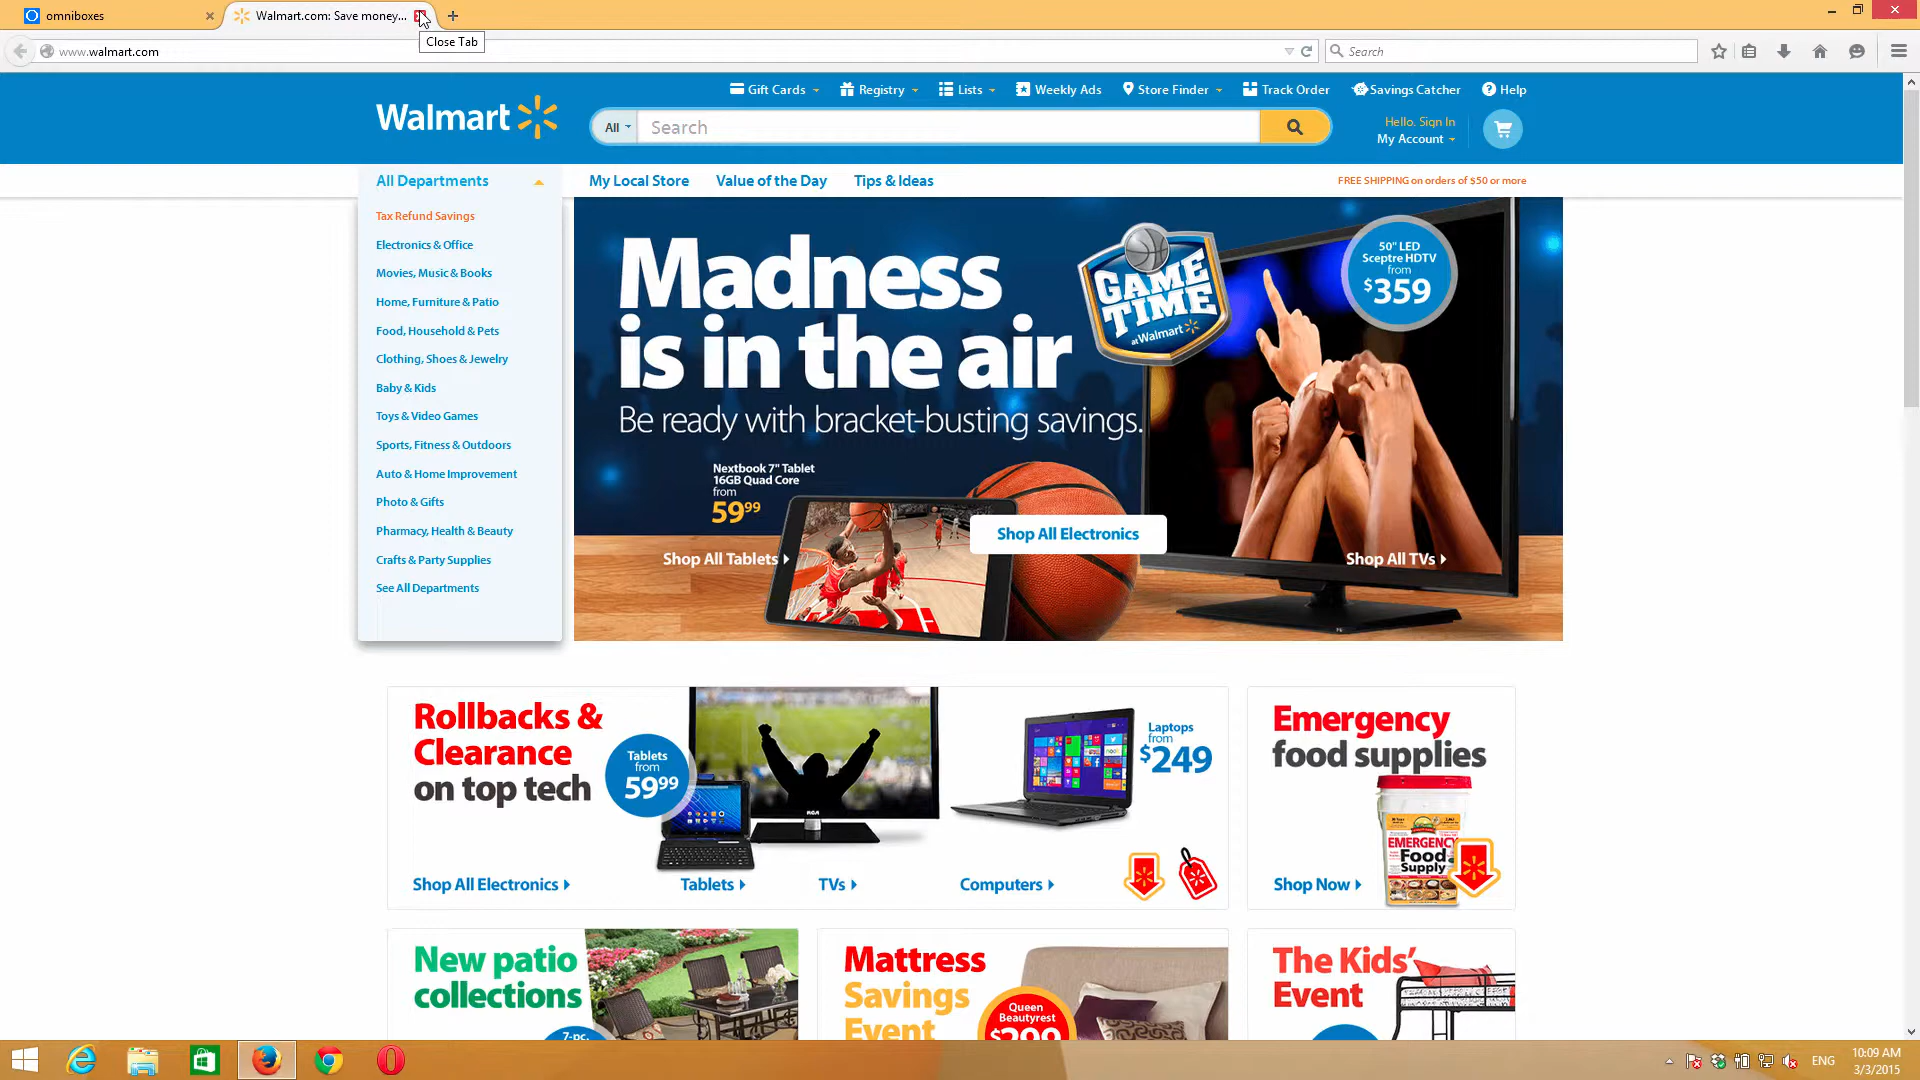 omniboxes
Walmart.com: Save money...
Close Tab
www.walmart.com
Search
Gift Cards
Registry
Lists
Weekly Ads
Store Finder
Track Order
Savings Catcher
Help
Walmart
All
Search
Hello. Sign In
My Account
All Departments
My Local Store
Value of the Day
Tips & Ideas
FREE SHIPPING on orders of $50 or more
Tax Refund Savings
Electronics & Office
Movies, Music & Books
Home, Furniture & Patio
Food, Household & Pets
Clothing, Shoes & Jewelry
Baby & Kids
Toys & Video Games
Sports, Fitness & Outdoors
Auto & Home Improvement
Photo & Gifts
Pharmacy, Health & Beauty
Crafts & Party Supplies
See All Departments
Madness
is in the air
Be ready with bracket-busting savings.
GAME
TIME
at Walmart
50" LED
Sceptre HDTV
from
$359
Nextbook 7" Tablet
16GB Quad Core
from
5999
Shop All Tablets
Shop All Electronics
Shop All TVs
Rollbacks &
Clearance
on top tech
Tablets
from
5999
RCA
Laptops
from
$249
Shop All Electronics
Tablets
TVs
Computers
Emergency
food supplies
EMERGENCY
Food
Supply
Shop Now
New patio
collections
7-pc.
Mattress
Savings
Event
Queen
Beautyrest
$299
The Kids'
Event
ENG
10:09 AM
3/3/2015